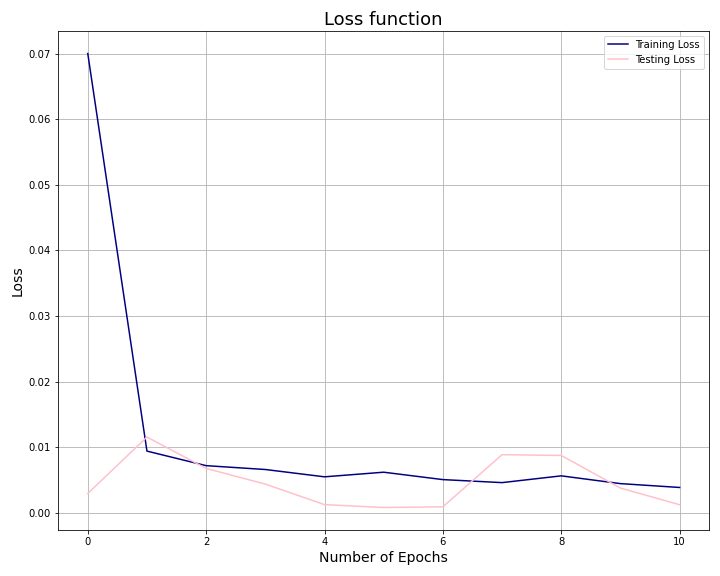 Loss function
Training Loss
Testing Loss
0.07
0.06
0.05
0.04
0.03
0.02
0.01
0.00
Loss
0 2 4 6 8 10
Number of Epochs